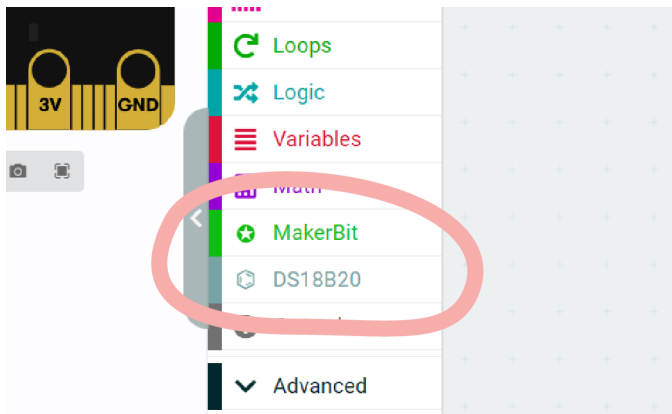 3V
GND
Loops
Logic
Variables
Math
MakerBit
DS18B20
Advanced